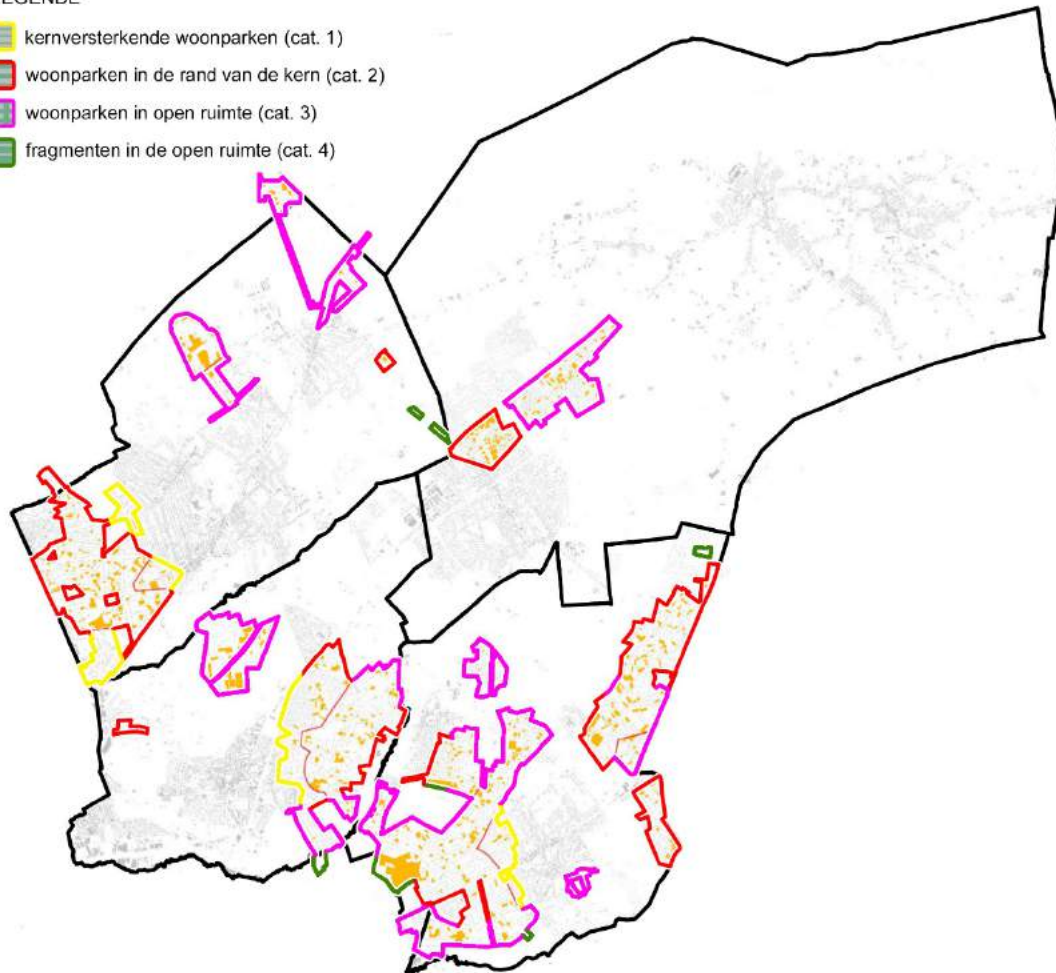 LEGENDE
kernversterkende woonparken (cat. 1)
woonparken in de rand van de kern (cat. 2)
woonparken in open ruimte (cat. 3)
fragmenten in de open ruimte (cat. 4)